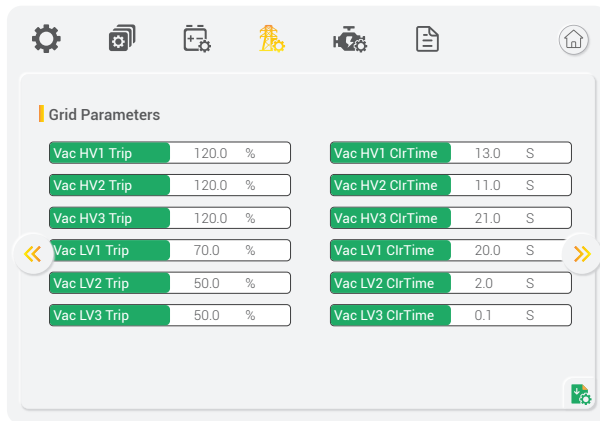 Grid Parameters
Vac HV1 Trip 120.0 % Vac HV1 ClrTime 13.0 S
Vac HV2 Trip 120.0 % Vac HV2 ClrTime 11.0 S
Vac HV3 Trip 120.0 % Vac HV3 ClrTime 21.0 S
Vac LV1 Trip 70.0 % Vac LV1 ClrTime 20.0 S
Vac LV2 Trip 50.0 % Vac LV2 ClrTime 2.0 S
Vac LV3 Trip 50.0 % Vac LV3 ClrTime 0.1 S